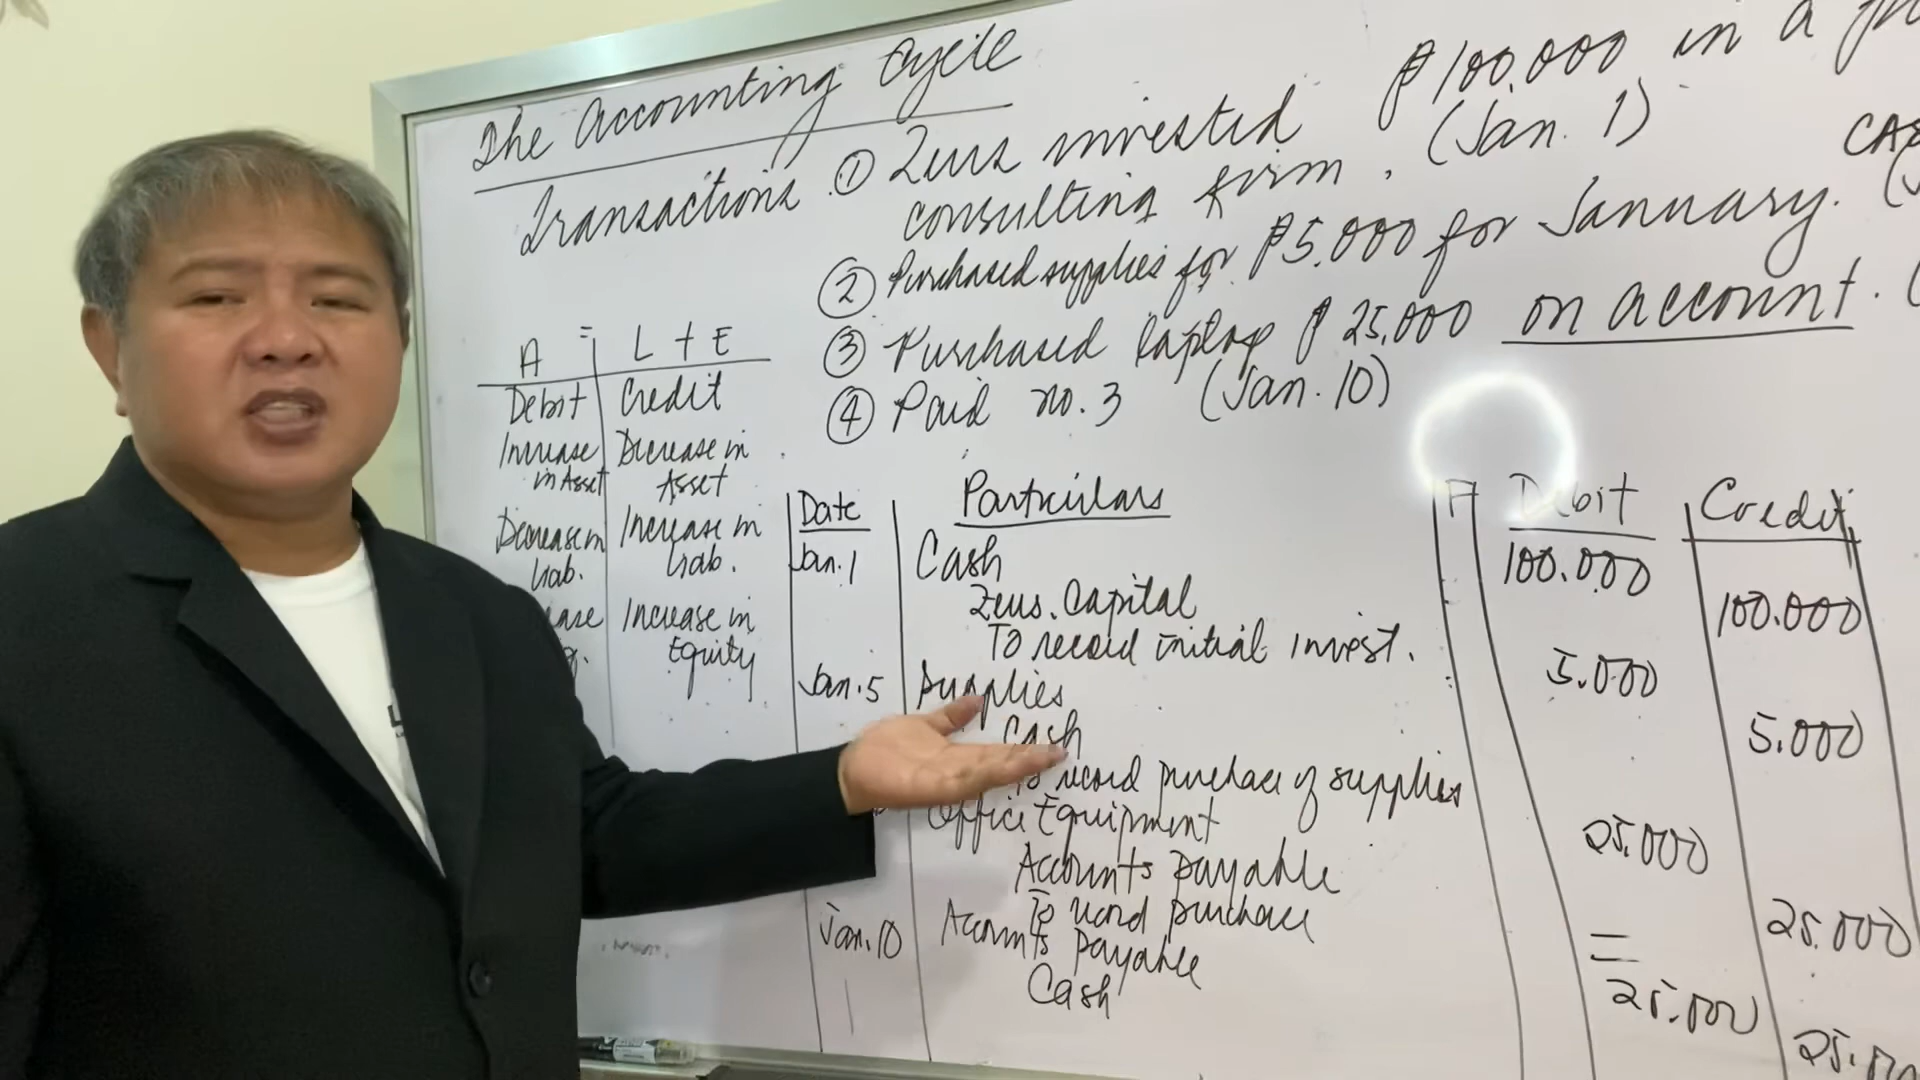 The Accounting Cycle
Transactions . ① Zeus invested ₱100.000 in a
consulting firm . (Jan. 1)
② Purchased supplies for ₱5.000 for January.
③ Purchased laptop ₱ 25,000 on account. (
④ Paid no. 3 (Jan. 10)
A = L + E
Debit Credit
Increase in Asset Decrease in Asset
Decrease in Liab. Increase in Liab.
Increase in Equity
Date Particulars F Debit Credit
Jan. 1 Cash 100.000
Zeus. Capital 100.000
To record initial invest.
Jan. 5 Supplies 5.000
Cash 5.000
To record purchase of supplies
Office Equipment 25.000
Accounts payable 25.000
To record purchase
Jan. 10 Accounts payable 25.000
Cash